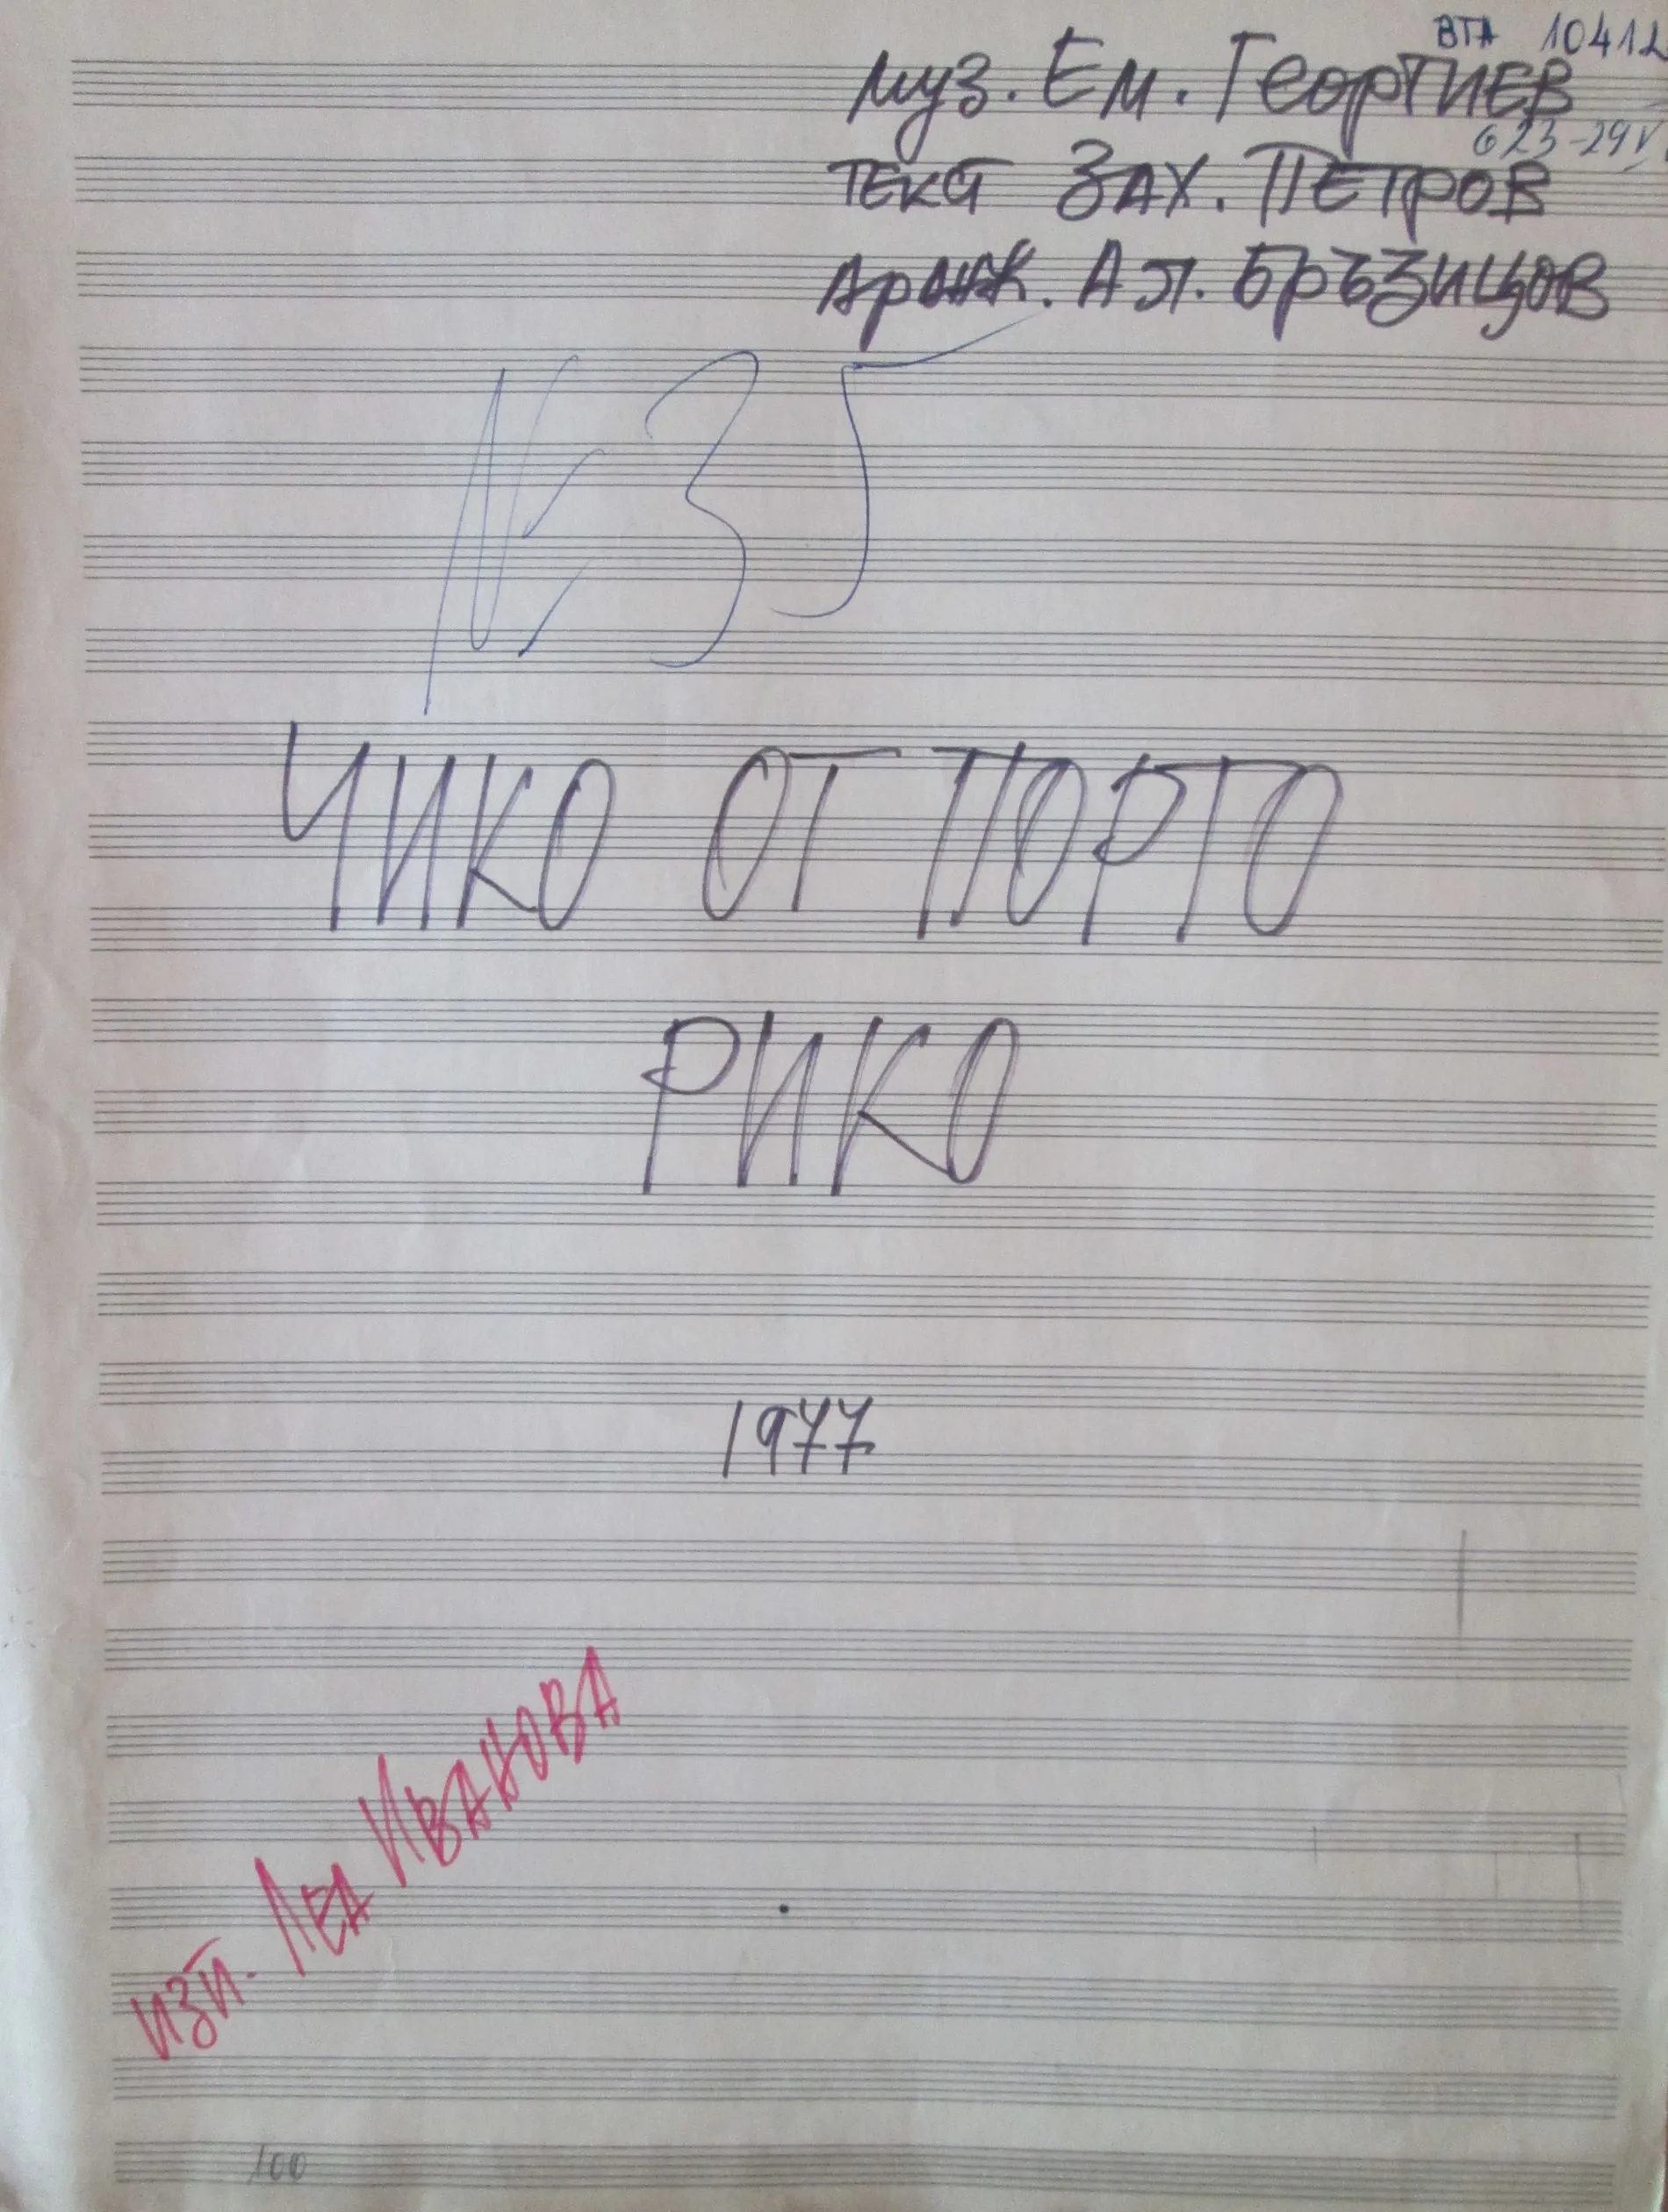 ВТА 10412
муз. Ем. Георгиев
623-29V
текст Зах. Петров
Аранж. Ал. Бръзицов
№ 35
ЧИКО ОТ ПОРТО
РИКО
1977
изп. Леа Иванова
100